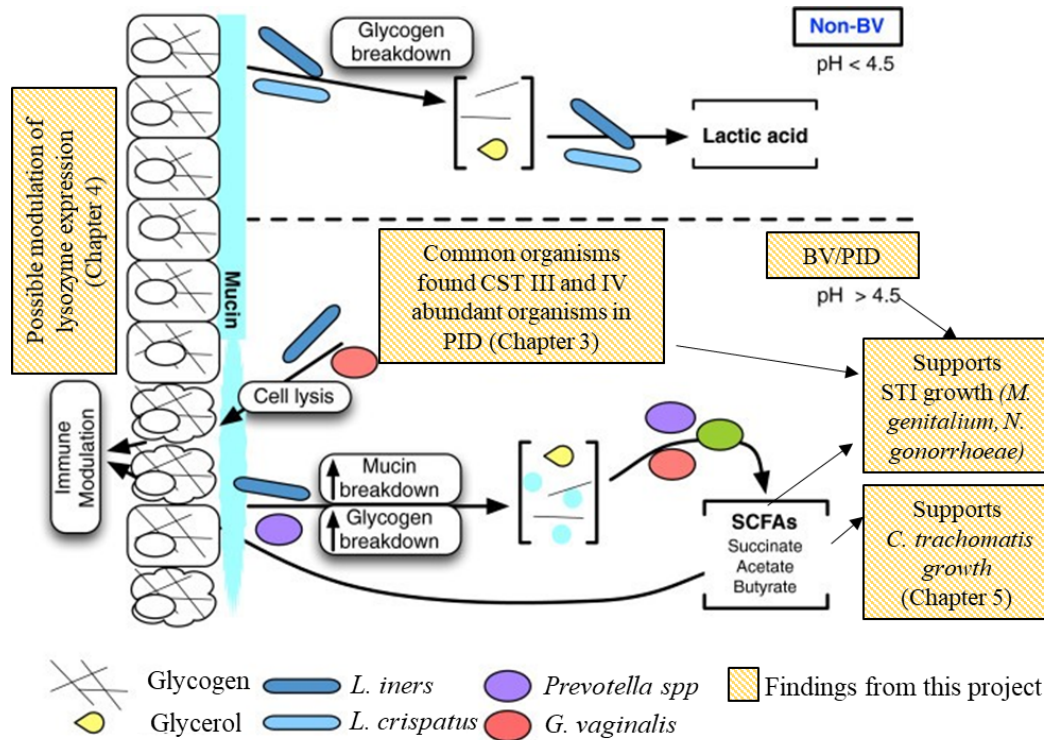 Glycogen
breakdown
Non-BV
pH < 4.5
Lactic acid
Possible modulation of
lysozyme expression
(Chapter 4)
Mucin
Common organisms
found CST III and IV
abundant organisms in
PID (Chapter 3)
BV/PID
pH > 4.5
Supports
STI growth (M.
genitalium, N.
gonorrhoeae)
Cell lysis
Immune
Modulation
Mucin
breakdown
Glycogen
breakdown
SCFAs
Succinate
Acetate
Butyrate
Supports
C. trachomatis
growth
(Chapter 5)
Glycogen
L. iners
Prevotella spp
Findings from this project
Glycerol
L. crispatus
G. vaginalis